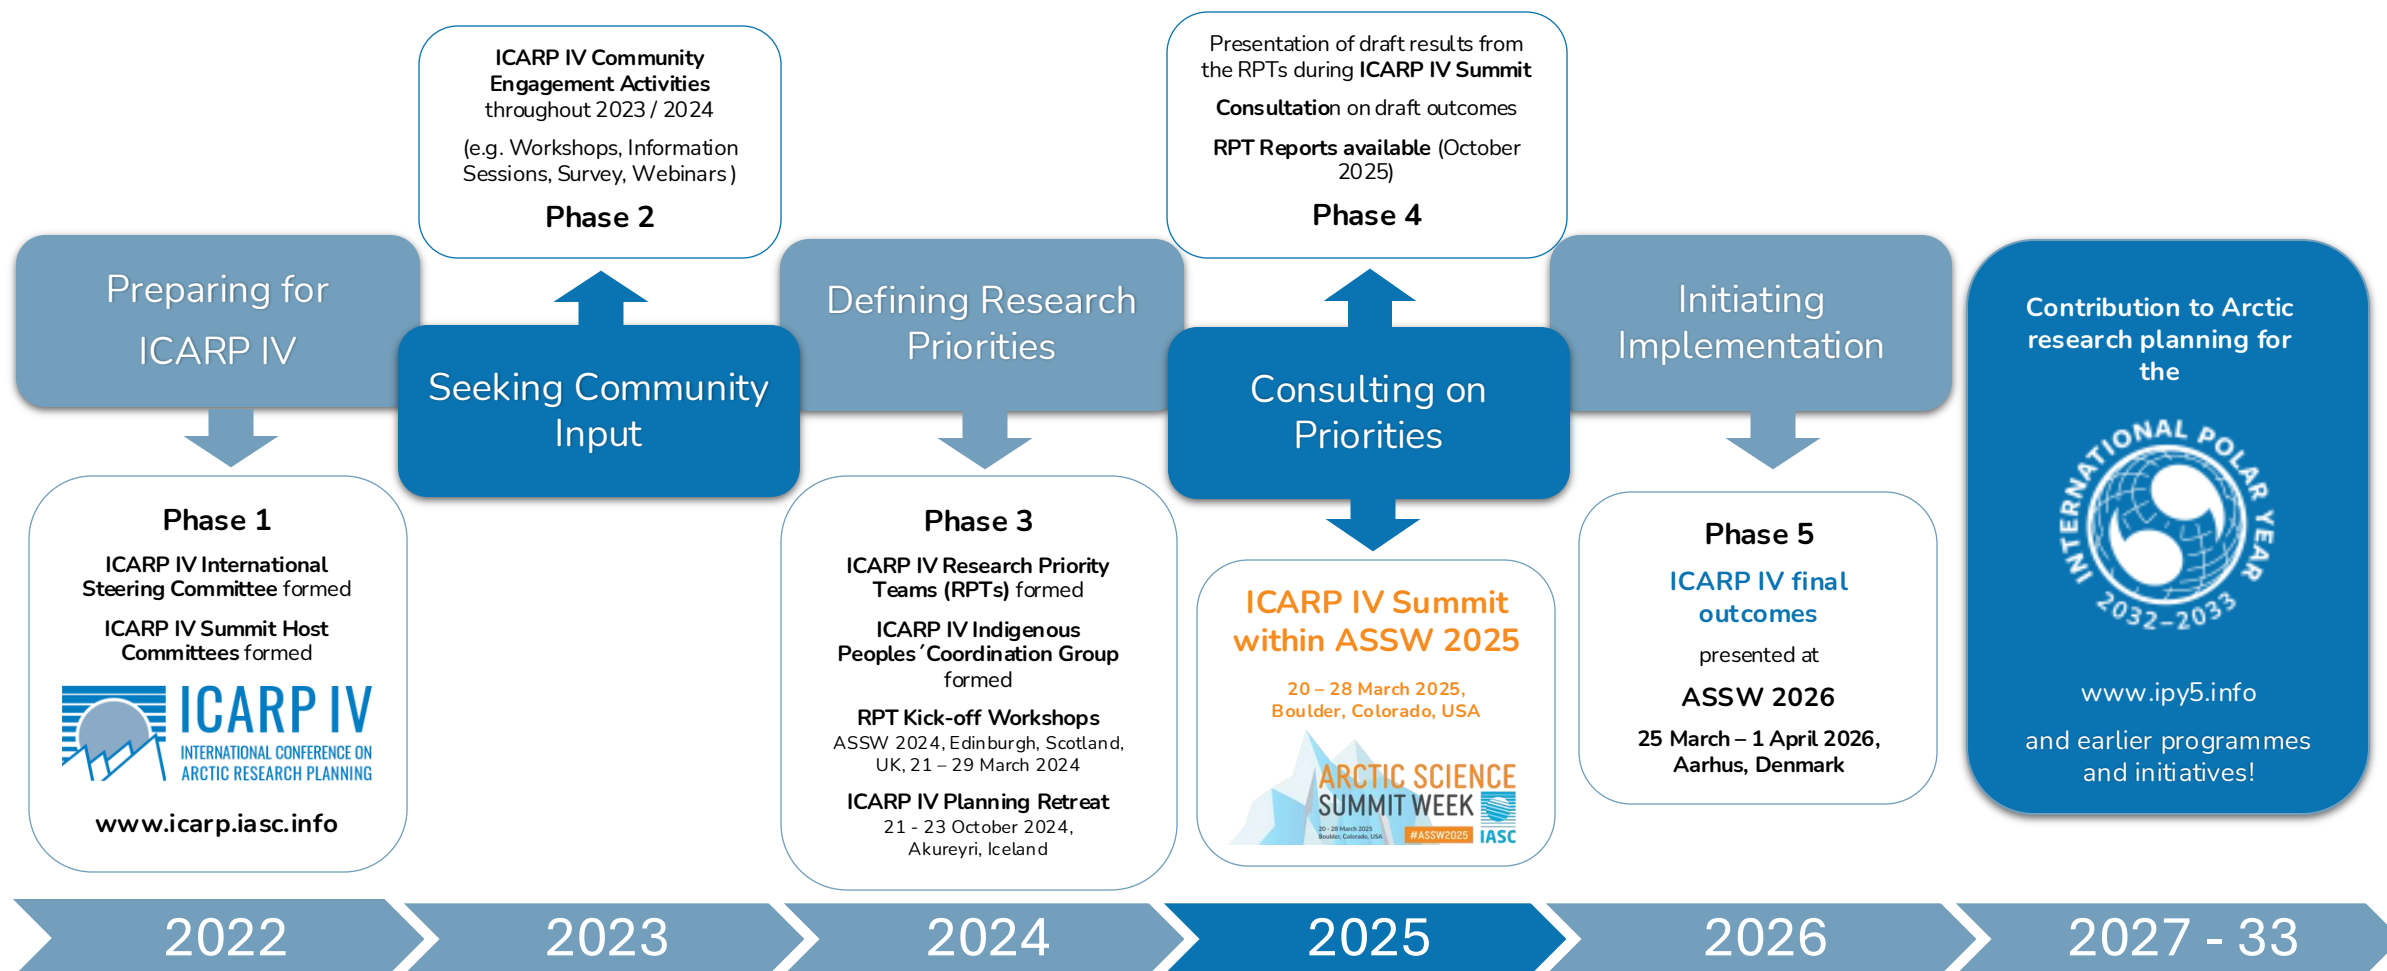 Preparing for
ICARP IV
Phase 1
ICARP IV International
Steering Committee formed
ICARP IV Summit Host
Committees formed
ICARP IV
INTERNATIONAL CONFERENCE ON
ARCTIC RESEARCH PLANNING
www.icarp.iasc.info
ICARP IV Community
Engagement Activities
throughout 2023 / 2024
(e.g. Workshops, Information
Sessions, Survey, Webinars )
Phase 2
Seeking Community
Input
Defining Research
Priorities
Phase 3
ICARP IV Research Priority
Teams (RPTs) formed
ICARP IV Indigenous
Peoples´Coordination Group
formed
RPT Kick-off Workshops
ASSW 2024, Edinburgh, Scotland,
UK, 21 – 29 March 2024
ICARP IV Planning Retreat
21 - 23 October 2024,
Akureyri, Iceland
Presentation of draft results from
the RPTs during ICARP IV Summit
Consultation on draft outcomes
RPT Reports available (October
2025)
Phase 4
Consulting on
Priorities
ICARP IV Summit
within ASSW 2025
20 – 28 March 2025,
Boulder, Colorado, USA
ARCTIC SCIENCE
SUMMIT WEEK
20 - 28 March 2025
Boulder, Colorado, USA
#ASSW2025
IASC
Initiating
Implementation
Phase 5
ICARP IV final
outcomes
presented at
ASSW 2026
25 March – 1 April 2026,
Aarhus, Denmark
Contribution to Arctic
research planning for
the
INTERNATIONAL POLAR YEAR
2032–2033
www.ipy5.info
and earlier programmes
and initiatives!
2022
2023
2024
2025
2026
2027 - 33